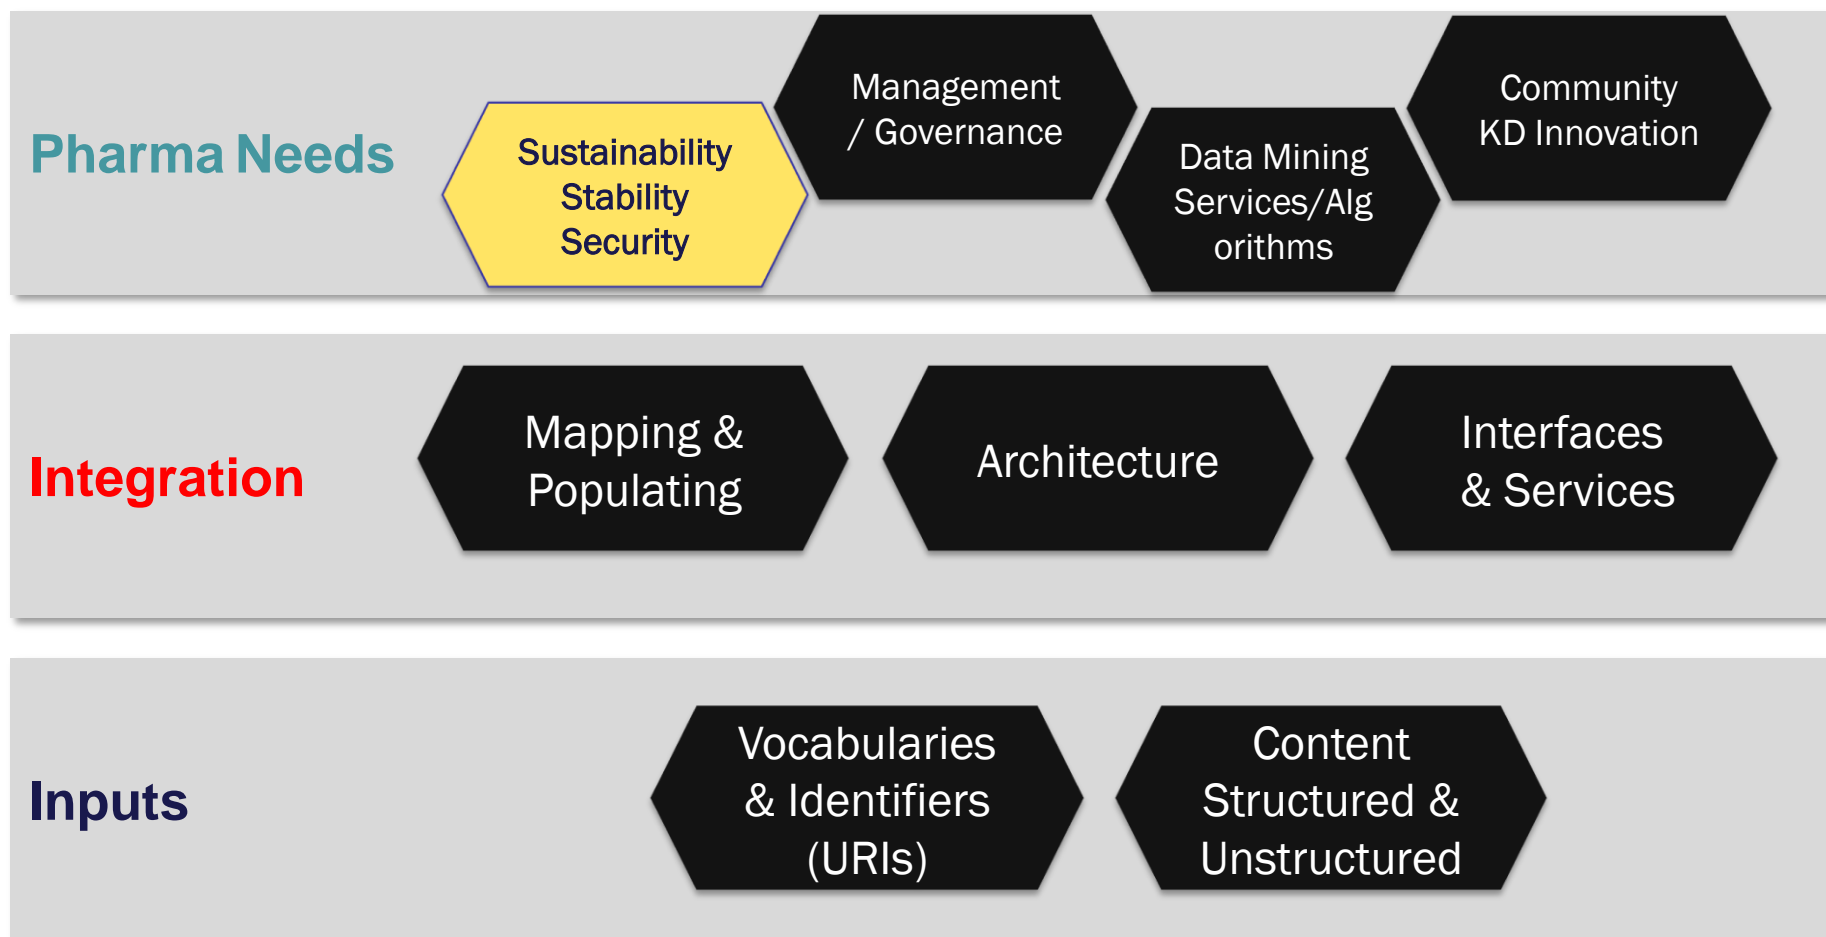 Pharma Needs
Sustainability
Stability
Security
Management
/ Governance
Data Mining
Services/Alg
orithms
Community
KD Innovation
Integration
Mapping &
Populating
Architecture
Interfaces
& Services
Inputs
Vocabularies
& Identifiers
(URIs)
Content
Structured &
Unstructured